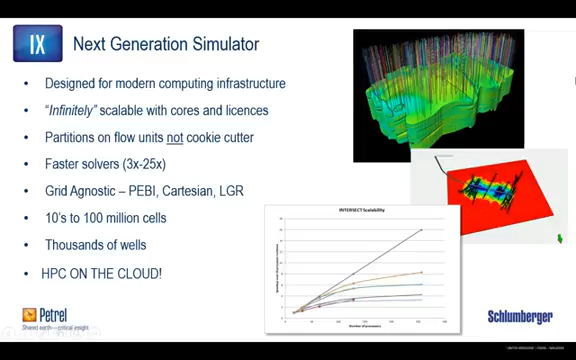 IX
Next Generation Simulator
• Designed for modern computing infrastructure
• “Infinitely” scalable with cores and licences
• Partitions on flow units not cookie cutter
• Faster solvers (3x-25x)
• Grid Agnostic – PEBI, Cartesian, LGR
• 10's to 100 million cells
• Thousands of wells
• HPC ON THE CLOUD!
INTERSECT Scalability
Number of processors
Petrel
Shared earth—critical insight
Schlumberger